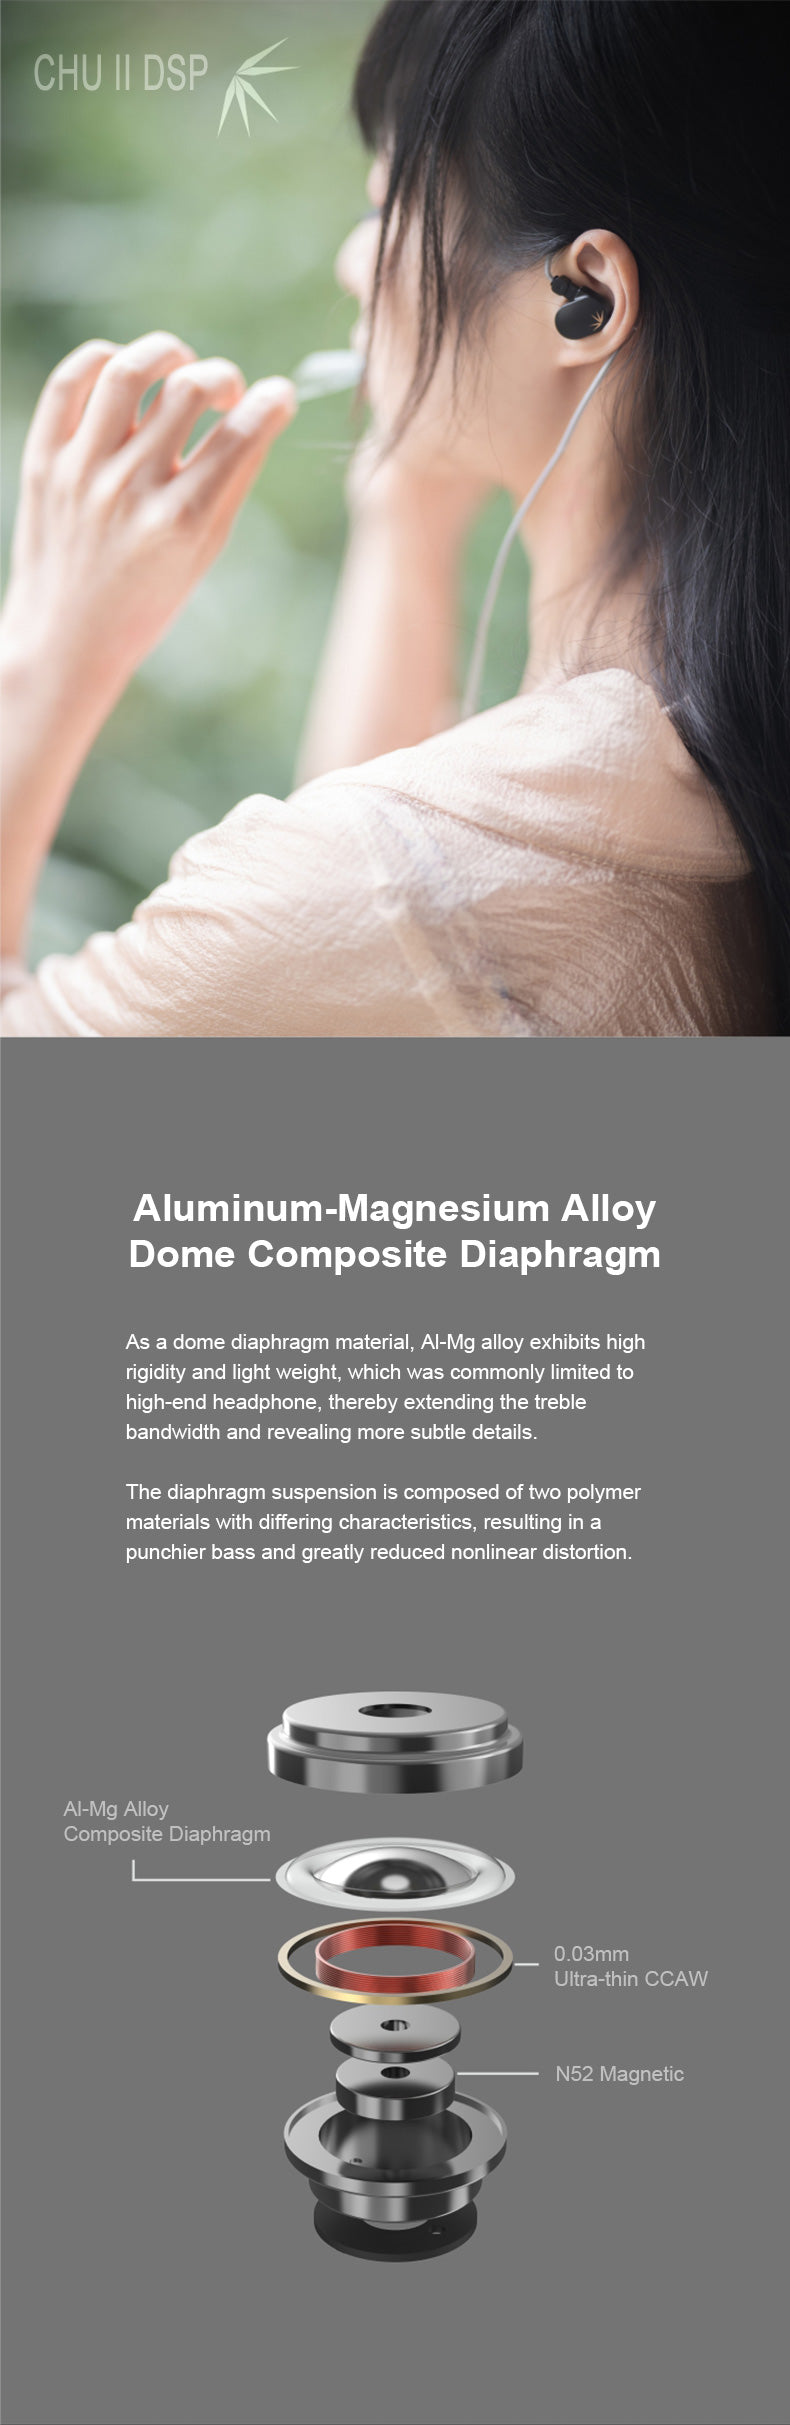 CHU II DSP
Aluminum-Magnesium Alloy
Dome Composite Diaphragm
As a dome diaphragm material, Al-Mg alloy exhibits high
rigidity and light weight, which was commonly limited to
high-end headphone, thereby extending the treble
bandwidth and revealing more subtle details.
The diaphragm suspension is composed of two polymer
materials with differing characteristics, resulting in a
punchier bass and greatly reduced nonlinear distortion.
Al-Mg Alloy
Composite Diaphragm
0.03mm
Ultra-thin CCAW
N52 Magnetic